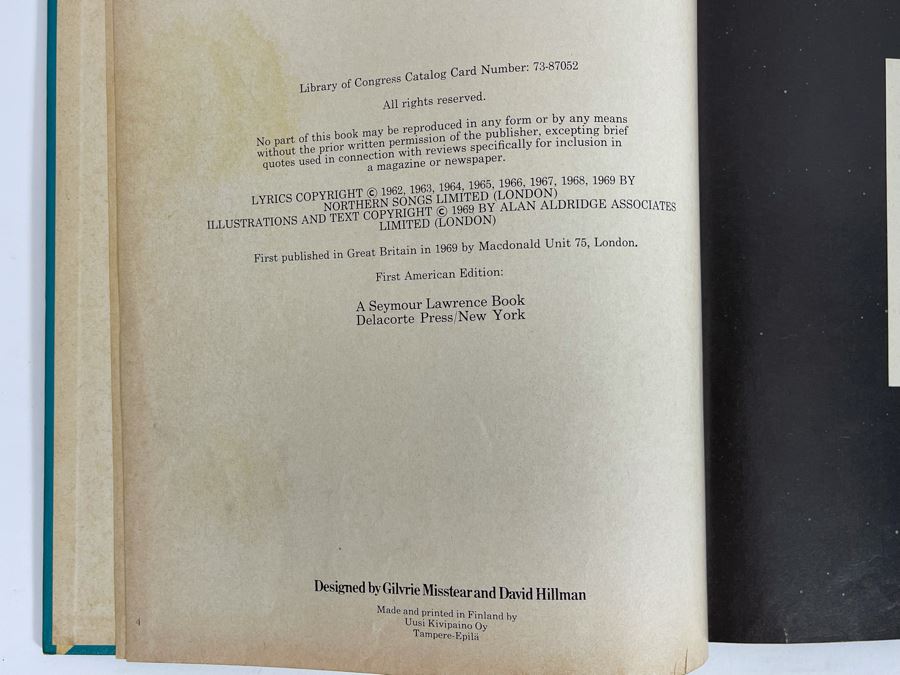 Library of Congress Catalog Card Number: 73-87052
All rights reserved.
No part of this book may be reproduced in any form or by any means
without the prior written permission of the publisher, excepting brief
quotes used in connection with reviews specifically for inclusion in
a magazine or newspaper.
LYRICS COPYRIGHT © 1962, 1963, 1964, 1965, 1966, 1967, 1968, 1969 BY
NORTHERN SONGS LIMITED (LONDON)
ILLUSTRATIONS AND TEXT COPYRIGHT © 1969 BY ALAN ALDRIDGE ASSOCIATES
LIMITED (LONDON)
First published in Great Britain in 1969 by Macdonald Unit 75, London.
First American Edition:
A Seymour Lawrence Book
Delacorte Press/New York
Designed by Gilvrie Misstear and David Hillman
Made and printed in Finland by
Uusi Kivipaino Oy
Tampere-Epilä
4